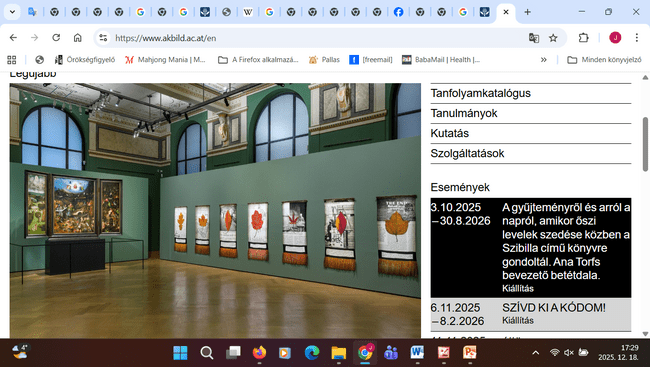 https://www.akbild.ac.at/en
J
Örökségfigyelő
Mahjong Mania | M...
A Firefox alkalmazá...
Pallas
[freemail]
BabaMail | Health |...
»
Minden könyvjelző
Legújabb
Tanfolyamkatalógus
Tanulmányok
Kutatás
Szolgáltatások
Események
3.10.2025
–30.8.2026
A gyűjteményről és arról a
napról, amikor őszi
levelek szedése közben a
Szibilla című könyvre
gondoltál. Ana Torfs
bevezető betétdala.
Kiállítás
6.11.2025
–8.2.2026
SZÍVD KI A KÓDOM!
Kiállítás
4°
17:29
2025. 12. 18.